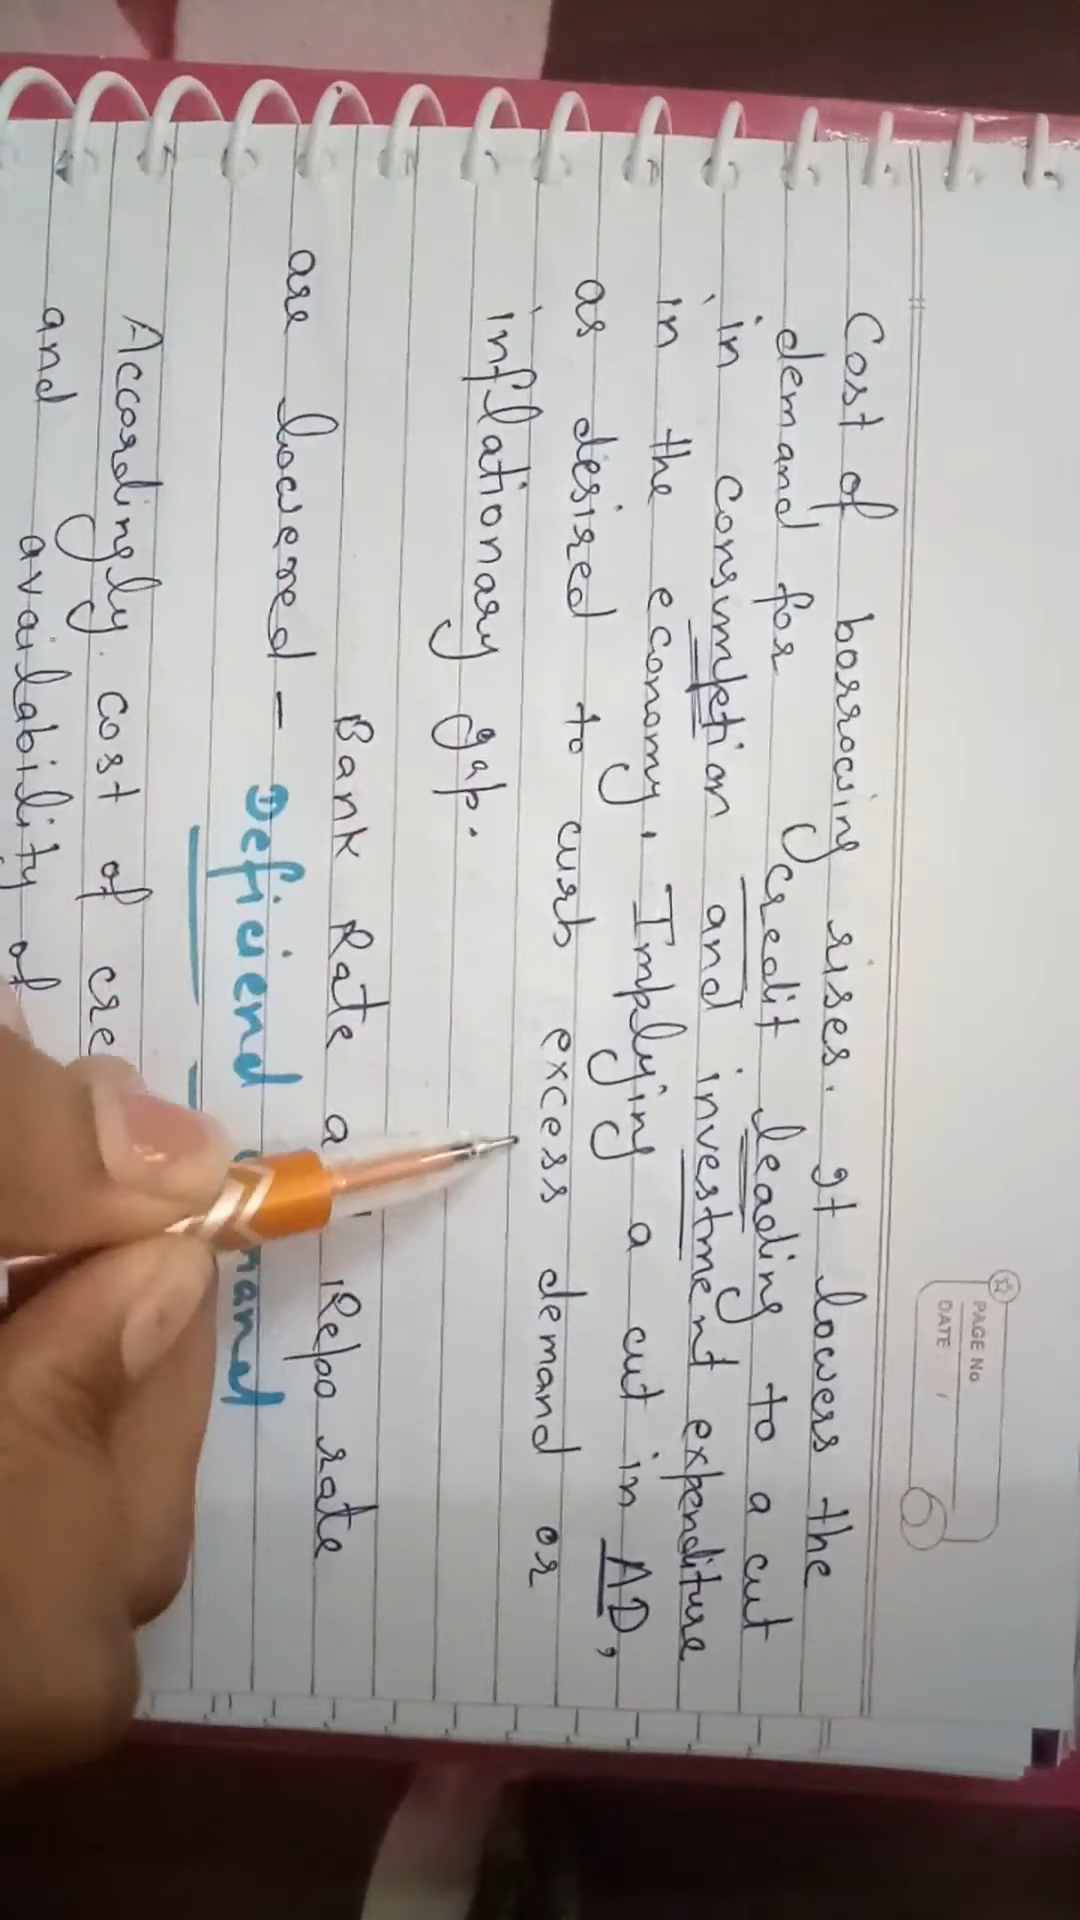 PAGE No
DATE
Cost of borrowing rises. It lowers the
demand for credit leading to a cut
in consumption and investment expenditure
in the economy, Implying a cut in AD,
as desired to curb excess demand or
inflationary gap.
Bank Rate Repo rate
are lowered - Deficiend
Accordingly. cost of
and availability of